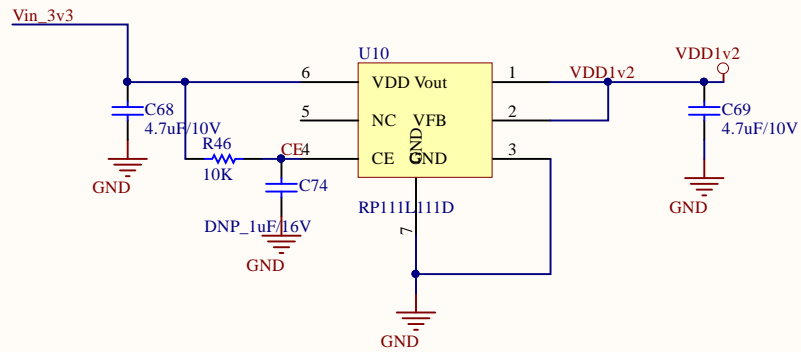 Vin_3v3
U10
6
VDD
Vout
1
VDD1v2
VDD1v2
C68
4.7uF/10V
5
NC
VFB
2
C69
4.7uF/10V
R46
10K
CE
4
CE
GND
GND
3
GND
C74
DNP_1uF/16V
RP111L111D
7
GND
GND
GND